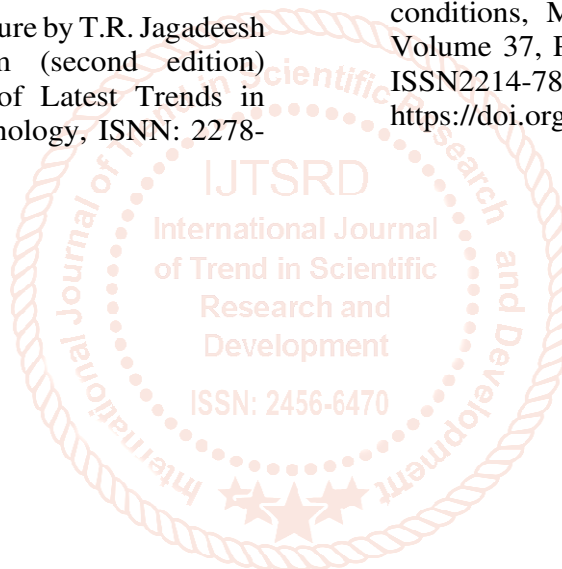 ure by T.R. Jagadeesh
(second edition)
of Latest Trends in
nology, ISNN: 2278-
conditions, M
Volume 37, P
ISSN2214-78
https://doi.org
International Journal of Trend in Scientific Research and Development
IJTSRD
International Journal
of Trend in Scientific
Research and
Development
ISSN: 2456-6470